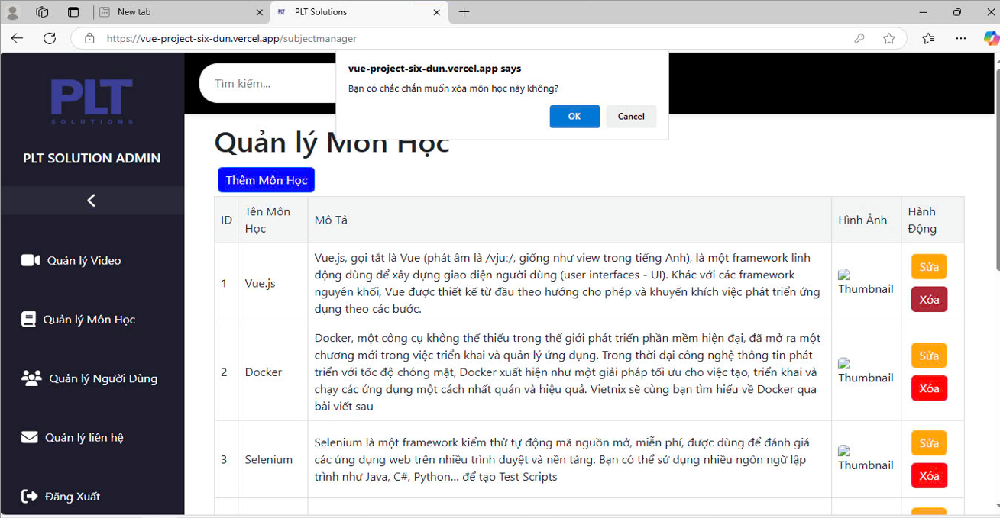 New tab
PLT Solutions
https://vue-project-six-dun.vercel.app/subjectmanager
vue-project-six-dun.vercel.app says
Bạn có chắc chắn muốn xóa môn học này không?
OK
Cancel
PLT
SOLUTIONS
PLT SOLUTION ADMIN
Quản lý Video
Quản lý Môn Học
Quản lý Người Dùng
Quản lý liên hệ
Đăng Xuất
Tìm kiếm...
Quản lý Môn Học
Thêm Môn Học
ID
Tên Môn
Học
Mô Tả
Hình Ảnh
Hành
Động
1
Vue.js
Vue.js, gọi tắt là Vue (phát âm là /vjuː/, giống như view trong tiếng Anh), là một framework linh
động dùng để xây dựng giao diện người dùng (user interfaces - UI). Khác với các framework
nguyên khối, Vue được thiết kế từ đầu theo hướng cho phép và khuyến khích việc phát triển ứng
dụng theo các bước.
Thumbnail
Sửa
Xóa
2
Docker
Docker, một công cụ không thể thiếu trong thế giới phát triển phần mềm hiện đại, đã mở ra một
chương mới trong việc triển khai và quản lý ứng dụng. Trong thời đại công nghệ thông tin phát
triển với tốc độ chóng mặt, Docker xuất hiện như một giải pháp tối ưu cho việc tạo, triển khai và
chạy các ứng dụng một cách nhất quán và hiệu quả. Vietnix sẽ cùng bạn tìm hiểu về Docker qua
bài viết sau
Thumbnail
Sửa
Xóa
3
Selenium
Selenium là một framework kiểm thử tự động mã nguồn mở, miễn phí, được dùng để đánh giá
các ứng dụng web trên nhiều trình duyệt và nền tảng. Bạn có thể sử dụng nhiều ngôn ngữ lập
trình như Java, C#, Python... để tạo Test Scripts
Thumbnail
Sửa
Xóa